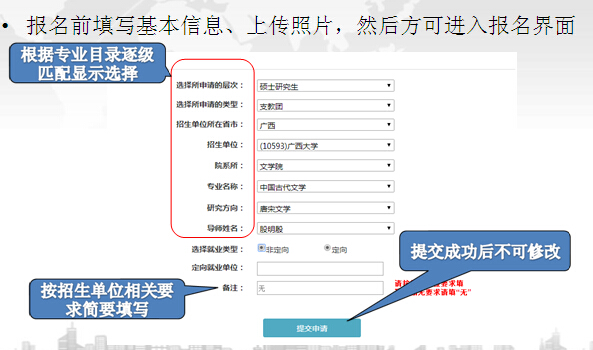 • 报名前填写基本信息、上传照片，然后方可进入报名界面
根据专业目录逐级
匹配显示选择
选择所申请的层次： 硕士研究生
选择所申请的类型： 支教团
招生单位所在省市： 广西
招生单位： (10593)广西大学
院系所： 文学院
专业名称： 中国古代文学
研究方向： 唐宋文学
导师姓名： 殷明殷
选择就业类型： 非定向 定向
提交成功后不可修改
定向就业单位：
按招生单位相关要
求简要填写
备注： 无
要求填
无要求请填“无”
提交申请